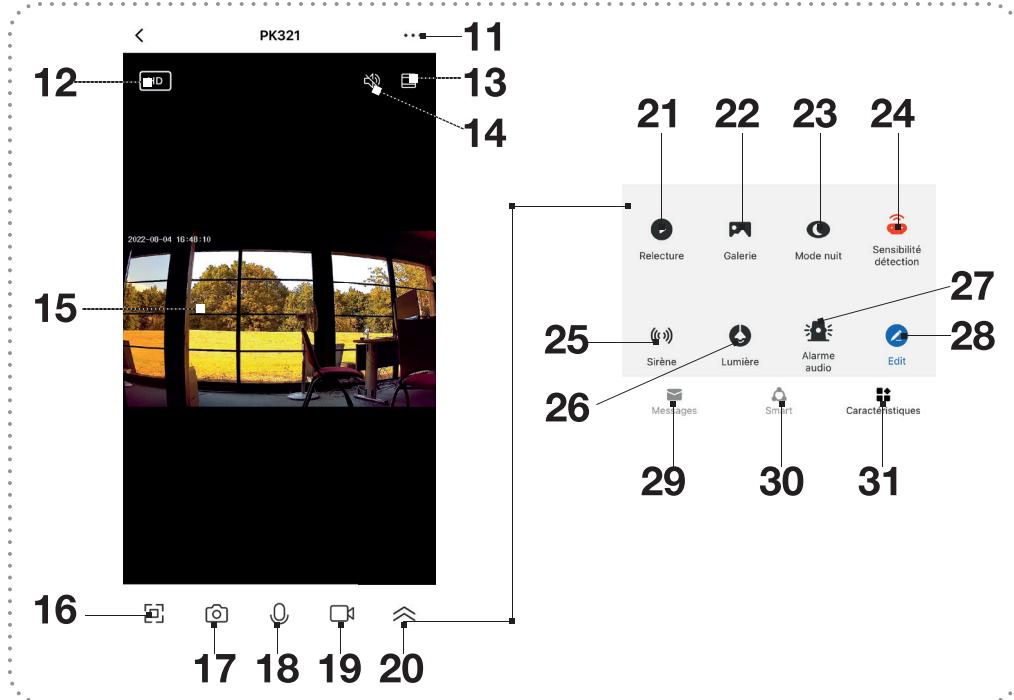 PK321
11
12
HD
13
14
2022-08-04 16:48:10
15
16
17
18
19
20
21
22
23
24
Relecture
Galerie
Mode nuit
Sensibilité
détection
27
25
28
Sirène
Lumière
Alarme
audio
Edit
26
Messages
Smart
Caractéristiques
29
30
31